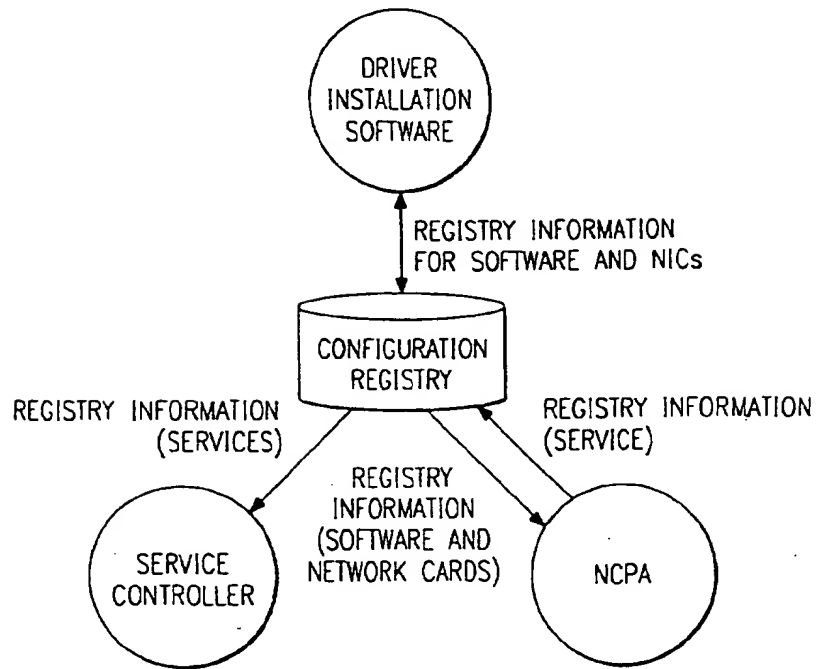 DRIVER
INSTALLATION
SOFTWARE
REGISTRY INFORMATION
FOR SOFTWARE AND NICs
CONFIGURATION
REGISTRY
REGISTRY INFORMATION
(SERVICES)
REGISTRY INFORMATION
(SERVICE)
REGISTRY
INFORMATION
(SOFTWARE AND
NETWORK CARDS)
SERVICE
CONTROLLER
NCPA